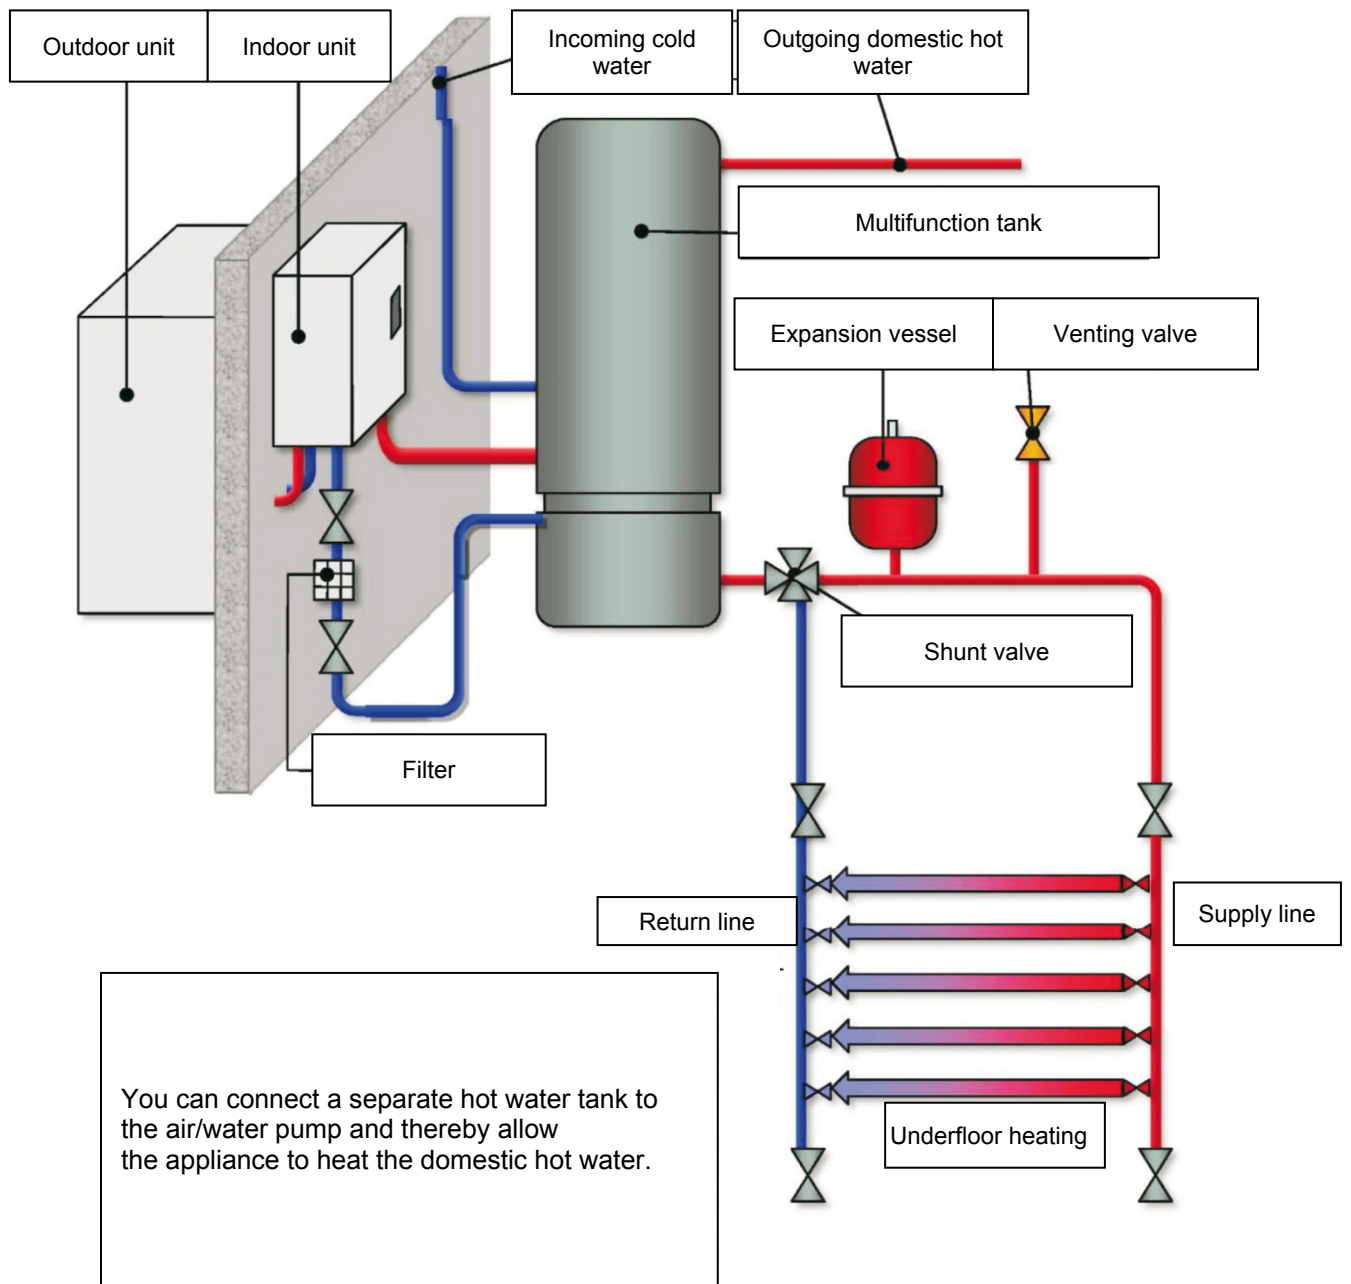 Outdoor unit
Indoor unit
Incoming cold
water
Outgoing domestic hot
water
Multifunction tank
Expansion vessel
Venting valve
Shunt valve
Filter
Return line
Supply line
Underfloor heating
You can connect a separate hot water tank to
the air/water pump and thereby allow
the appliance to heat the domestic hot water.